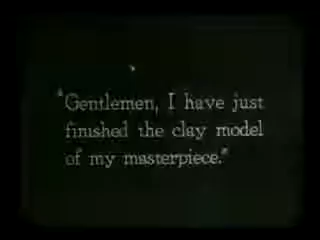 "Gentlemen, I have just
finished the clay model
of my masterpiece."